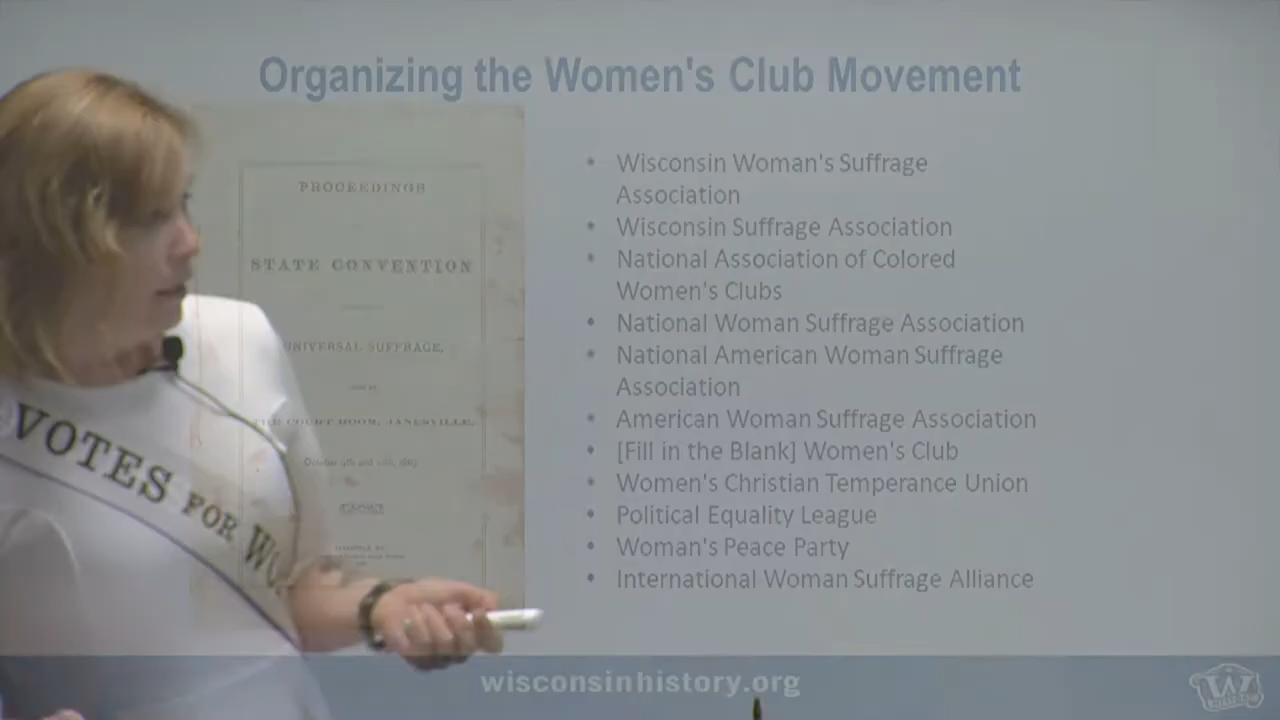 Organizing the Women's Club Movement
PROCEEDINGS
STATE CONVENTION
UNIVERSAL SUFFRAGE,
THE COURT ROOM, JANESVILLE,
• Wisconsin Woman's Suffrage
Association
• Wisconsin Suffrage Association
• National Association of Colored
Women's Clubs
• National Woman Suffrage Association
• National American Woman Suffrage
Association
• American Woman Suffrage Association
• [Fill in the Blank] Women's Club
• Women's Christian Temperance Union
• Political Equality League
• Woman's Peace Party
• International Woman Suffrage Alliance
VOTES FOR WO
wisconsinhistory.org
W